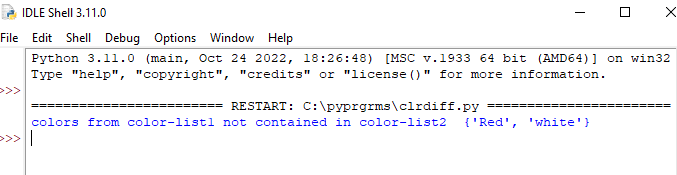 IDLE Shell 3.11.0
File Edit Shell Debug Options Window Help
Python 3.11.0 (main, Oct 24 2022, 18:26:48) [MSC v.1933 64 bit (AMD64)] on win32
Type "help", "copyright", "credits" or "license()" for more information.
>>>
======================== RESTART: C:\pyprgrms\clrdiff.py =======================
colors from color-list1 not contained in color-list2  {'Red', 'white'}
>>>